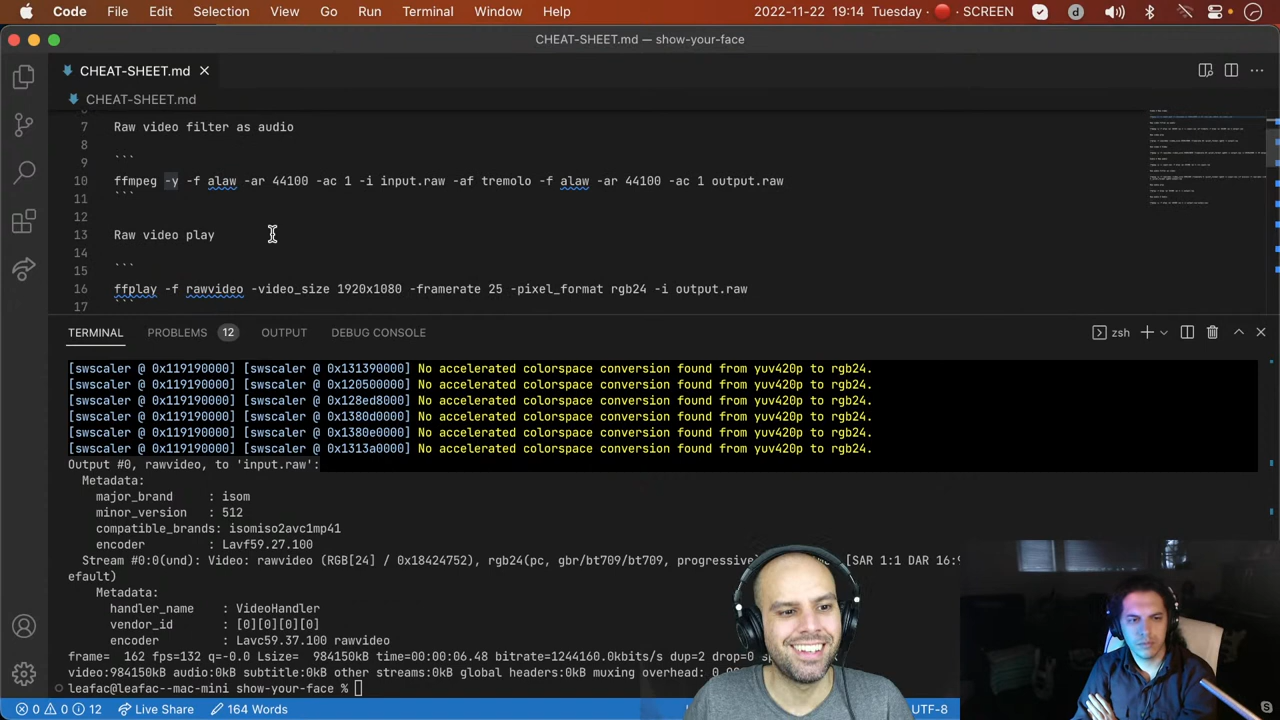 Code File Edit Selection View Go Run Terminal Window Help 2022-11-22 19:14 Tuesday SCREEN
CHEAT-SHEET.md — show-your-face
CHEAT-SHEET.md
CHEAT-SHEET.md
7 Raw video filter as audio
8
9 ```
10 ffmpeg -y -f alaw -ar 44100 -ac 1 -i input.raw -af tremolo -f alaw -ar 44100 -ac 1 output.raw
11 ```
12
13 Raw video play
14
15 ```
16 ffplay -f rawvideo -video_size 1920x1080 -framerate 25 -pixel_format rgb24 -i output.raw
17 ```
TERMINAL PROBLEMS 12 OUTPUT DEBUG CONSOLE zsh
[swscaler @ 0x119190000] [swscaler @ 0x131390000] No accelerated colorspace conversion found from yuv420p to rgb24.
[swscaler @ 0x119190000] [swscaler @ 0x120500000] No accelerated colorspace conversion found from yuv420p to rgb24.
[swscaler @ 0x119190000] [swscaler @ 0x128ed8000] No accelerated colorspace conversion found from yuv420p to rgb24.
[swscaler @ 0x119190000] [swscaler @ 0x1380d0000] No accelerated colorspace conversion found from yuv420p to rgb24.
[swscaler @ 0x119190000] [swscaler @ 0x1380e0000] No accelerated colorspace conversion found from yuv420p to rgb24.
[swscaler @ 0x119190000] [swscaler @ 0x1313a0000] No accelerated colorspace conversion found from yuv420p to rgb24.
Output #0, rawvideo, to 'input.raw':
Metadata:
major_brand : isom
minor_version : 512
compatible_brands: isomiso2avc1mp41
encoder : Lavf59.27.100
Stream #0:0(und): Video: rawvideo (RGB[24] / 0x18424752), rgb24(pc, gbr/bt709/bt709, progressive) [SAR 1:1 DAR 16:9
efault)
Metadata:
handler_name : VideoHandler
vendor_id : [0][0][0][0]
encoder : Lavc59.37.100 rawvideo
frame= 162 fps=132 q=-0.0 Lsize= 984150kB time=00:00:06.48 bitrate=1244160.0kbits/s dup=2 drop=0
video:984150kB audio:0kB subtitle:0kB other streams:0kB global headers:0kB muxing overhead:
leafac@leafac--mac-mini show-your-face %
0 0 12 Live Share 164 Words UTF-8